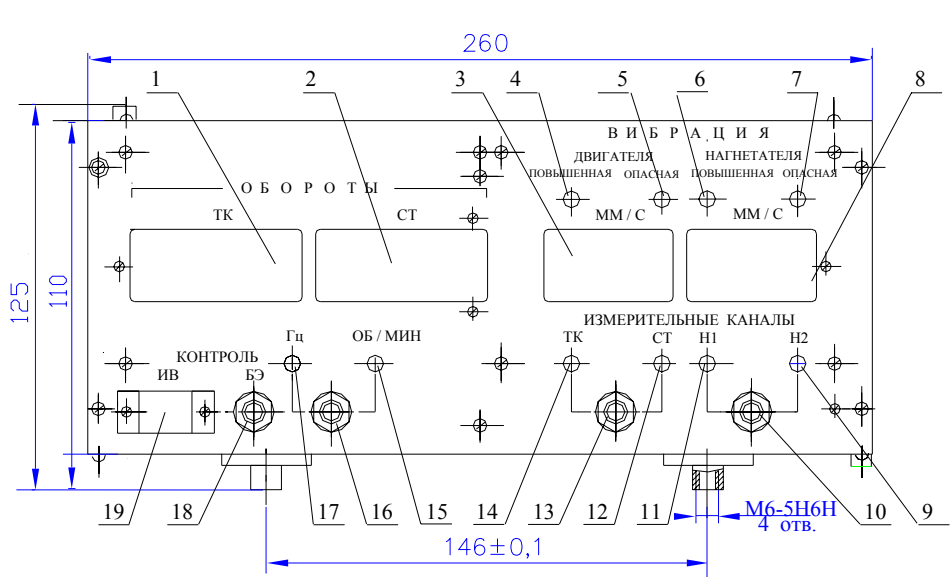 260
1 2 3 4 5 6 7 8
В И Б Р А Ц И Я
ДВИГАТЕЛЯ НАГНЕТАТЕЛЯ
ПОВЫШЕННАЯ ОПАСНАЯ ПОВЫШЕННАЯ ОПАСНАЯ
О Б О Р О Т Ы
ТК СТ ММ / С ММ / С
125
110
ИЗМЕРИТЕЛЬНЫЕ КАНАЛЫ
Гц ОБ / МИН ТК СТ Н1 Н2
КОНТРОЛЬ
ИВ БЭ
19 18 17 16 15 14 13 12 11 10 9
М6-5Н6Н
4 отв.
146±0,1